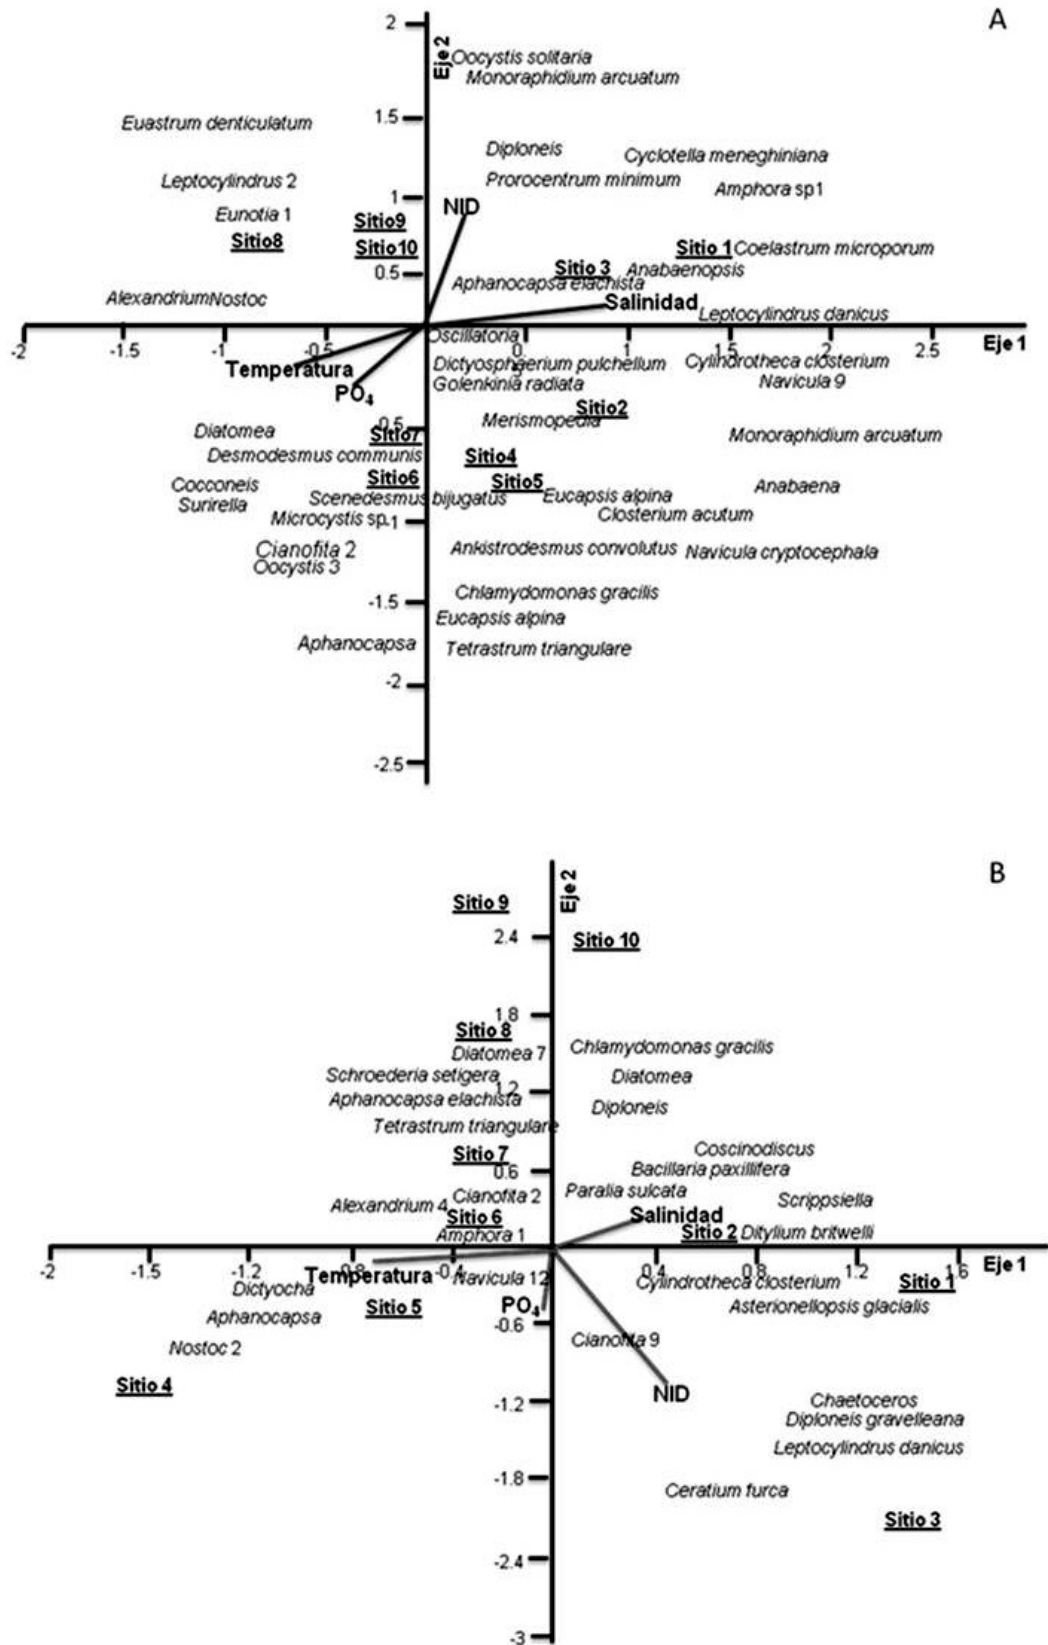 A
2
Eje 2
Oocystis solitaria
Monoraphidium arcuatum
1.5
Euastrum denticulatum
Diploneis
Cyclotella meneghiniana
Leptocylindrus 2
Prorocentrum minimum
Amphora sp1
1
Eunotia 1
NID
Sitio9
Sitio8
Sitio10
Sitio 1 Coelastrum microporum
0.5
Sitio 3
Anabaenopsis
Aphanocapsa elachista
Alexandrium Nostoc
Salinidad
Leptocylindrus danicus
Oscillatoria
-2 -1.5 -1 -0.5 0 1 1.5 2 2.5 Eje 1
Temperatura
Dictyosphaerium pulchellum
Cylindrotheca closterium
PO4
Golenkinia radiata
Navicula 9
Sitio2
Merismopedia
0.5
Diatomea
Sitio7
Monoraphidium arcuatum
Desmodesmus communis
Sitio4
Cocconeis
Sitio6
Sitio5
Anabaena
Surirella
Scenedesmus bijugatus
Eucapsis alpina
Microcystis sp.
-1
Closterium acutum
Cianofita 2
Ankistrodesmus convolutus
Navicula cryptocephala
Oocystis 3
Chlamydomonas gracilis
-1.5
Eucapsis alpina
Aphanocapsa
Tetrastrum triangulare
-2
-2.5
B
Eje 2
Sitio 9
2.4
Sitio 10
1.8
Sitio 8
Diatomea 7
Chlamydomonas gracilis
Schroederia setigera
Diatomea
1.2
Aphanocapsa elachista
Diploneis
Tetrastrum triangulare
Sitio 7
Coscinodiscus
0.6
Bacillaria paxillifera
Alexandrium 4
Cianofita 2
Paralia sulcata
Scrippsiella
Sitio 6
Salinidad
Amphora 1
Sitio 2 Ditylium britwelli
-2 -1.5 -1.2 -0.8 -0.4 0.4 0.8 1.2 1.6 Eje 1
Temperatura
Navicula 12
Cylindrotheca closterium
Sitio 1
Dictyocha
PO4
Asterionellopsis glacialis
Aphanocapsa
Sitio 5
-0.6
Nostoc 2
Cianofita 9
Sitio 4
NID
-1.2
Chaetoceros
Diploneis gravelleana
Leptocylindrus danicus
-1.8
Ceratium furca
Sitio 3
-2.4
-3